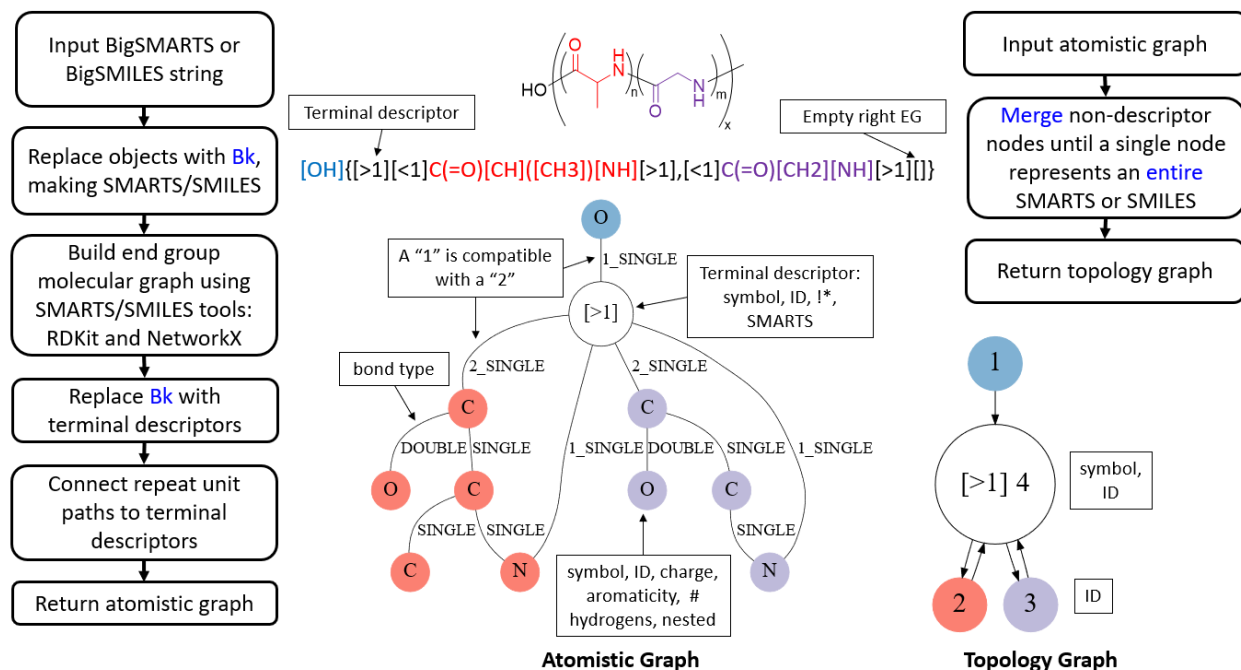 Input BigSMARTS or
BigSMILES string
Replace objects with Bk,
making SMARTS/SMILES
Build end group
molecular graph using
SMARTS/SMILES tools:
RDKit and NetworkX
Replace Bk with
terminal descriptors
Connect repeat unit
paths to terminal
descriptors
Return atomistic graph
O
H
N
HO
n
O
N
H
m
x
Terminal descriptor
Empty right EG
[OH]{[>1][<1]C(=O)[CH]([CH3])[NH][>1],[<1]C(=O)[CH2][NH][>1][]}
O
A “1” is compatible
with a “2”
1_SINGLE
[>1]
Terminal descriptor:
symbol, ID, !*,
SMARTS
bond type
2_SINGLE
2_SINGLE
C
C
DOUBLE
SINGLE
1_SINGLE
DOUBLE
SINGLE
1_SINGLE
O
C
O
C
SINGLE
SINGLE
SINGLE
C
N
N
symbol, ID, charge,
aromaticity, #
hydrogens, nested
Atomistic Graph
Input atomistic graph
Merge non-descriptor
nodes until a single node
represents an entire
SMARTS or SMILES
Return topology graph
1
[>1] 4
symbol,
ID
2
3
ID
Topology Graph